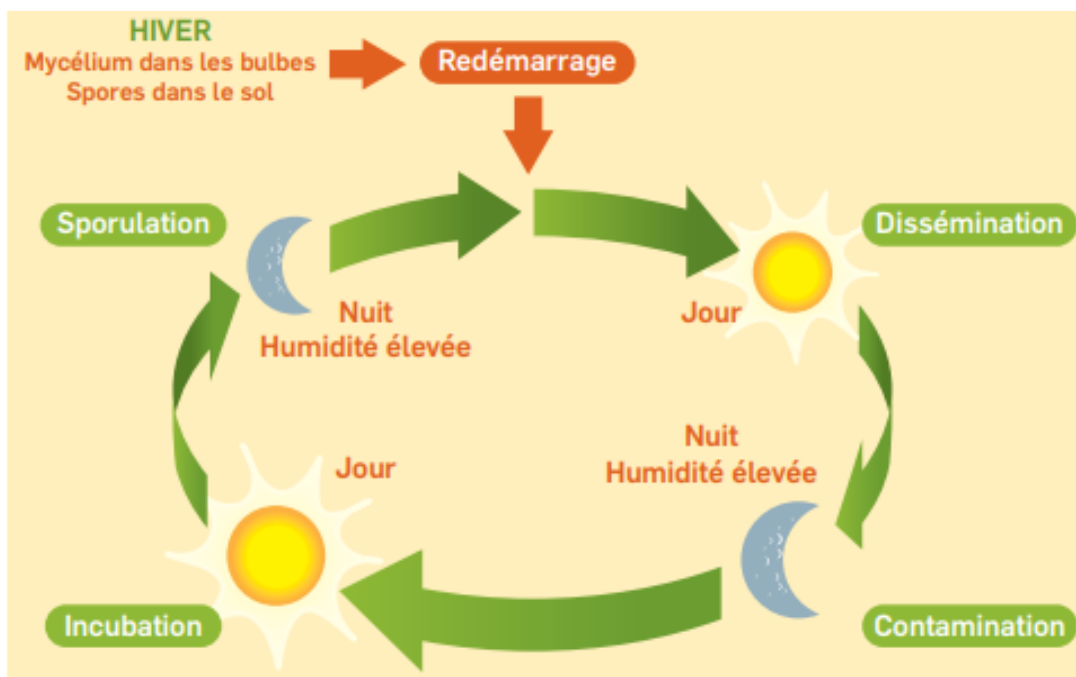 HIVER
Mycélium dans les bulbes
Spores dans le sol
Redémarrage
Sporulation
Dissémination
Nuit
Humidité élevée
Jour
Nuit
Humidité élevée
Jour
Incubation
Contamination